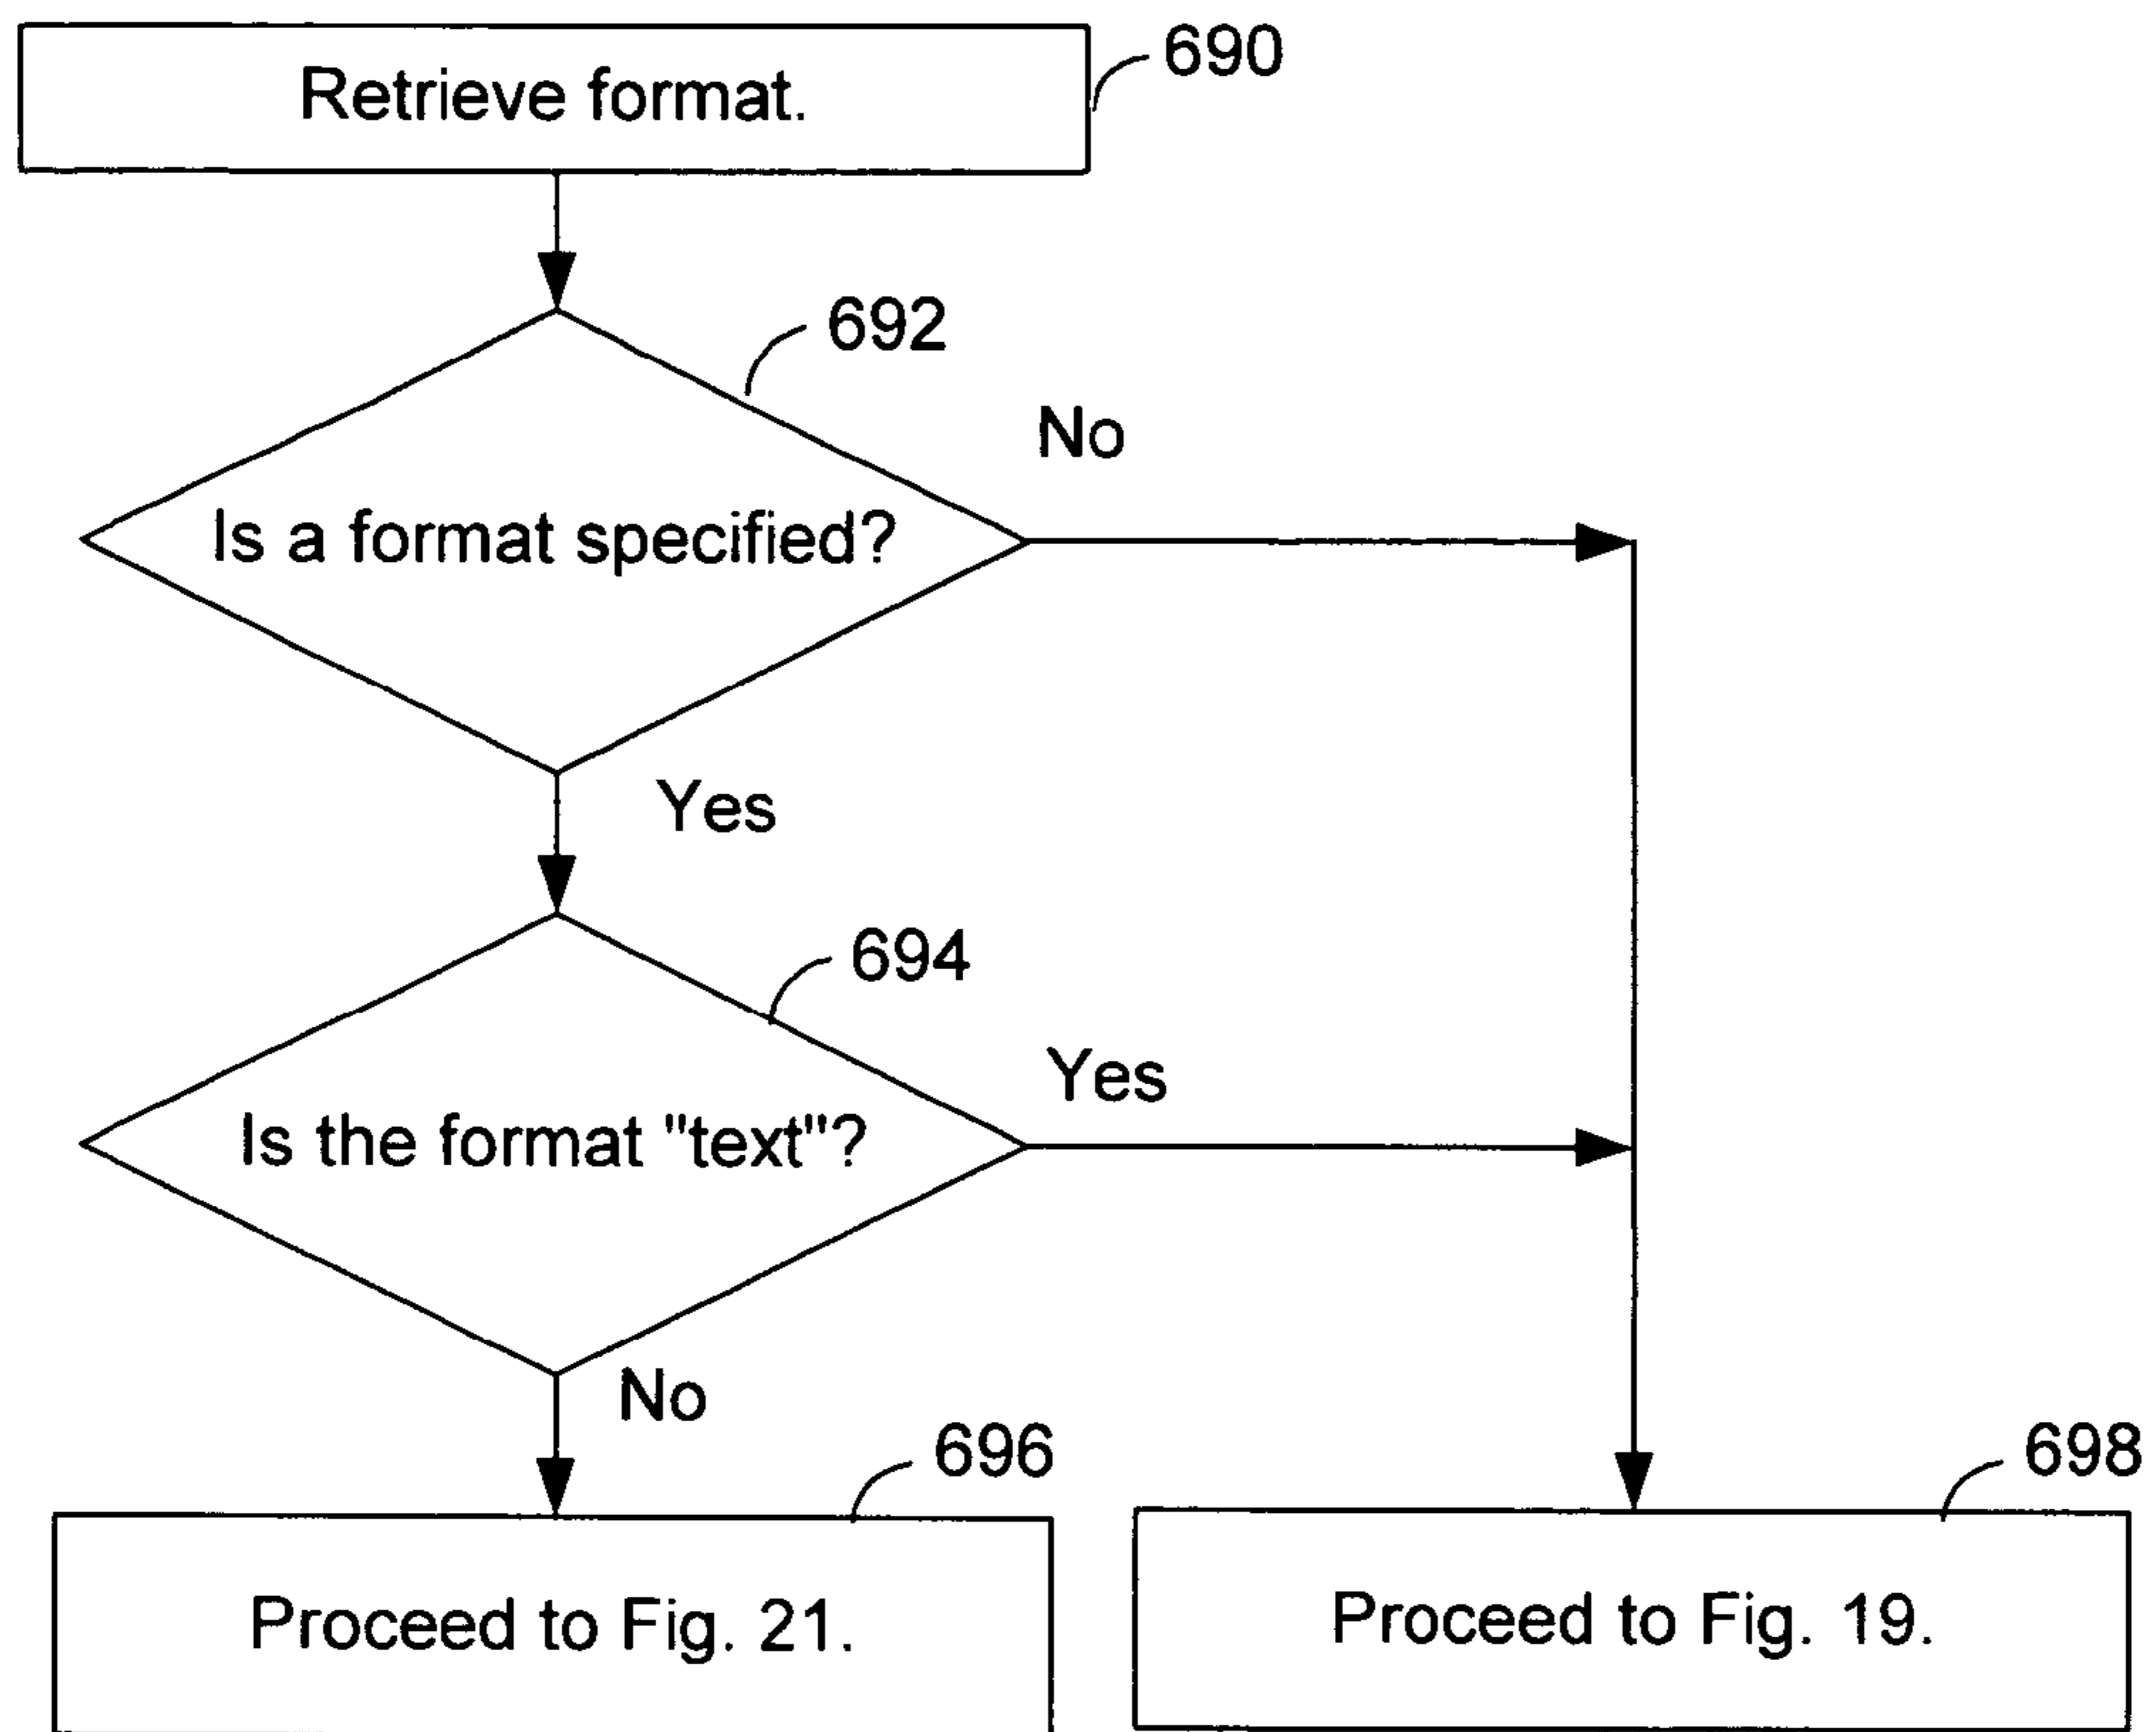 Retrieve format.
690
692
No
Is a format specified?
Yes
694
Yes
Is the format "text"?
No
696
698
Proceed to Fig. 21.
Proceed to Fig. 19.